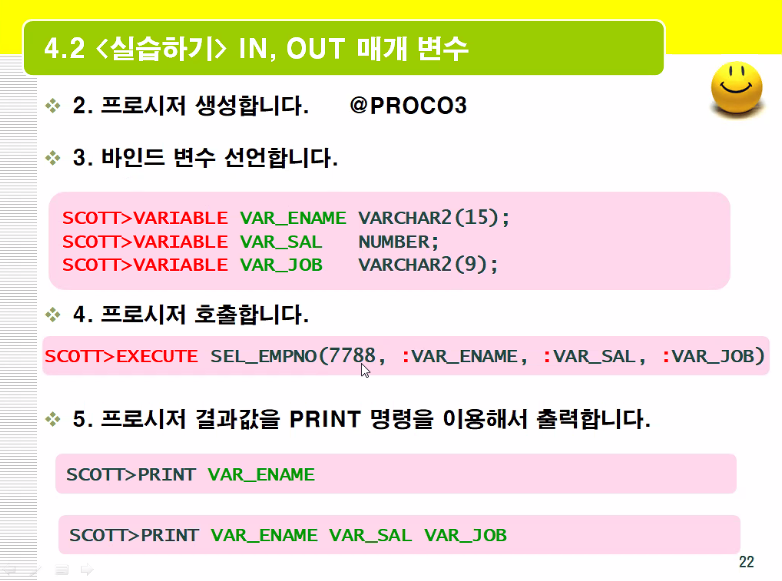 4.2 <실습하기> IN, OUT 매개 변수
2. 프로시저 생성합니다. @PROC03
3. 바인드 변수 선언합니다.
SCOTT>VARIABLE VAR_ENAME VARCHAR2(15);
SCOTT>VARIABLE VAR_SAL NUMBER;
SCOTT>VARIABLE VAR_JOB VARCHAR2(9);
4. 프로시저 호출합니다.
SCOTT>EXECUTE SEL_EMPNO(7788, :VAR_ENAME, :VAR_SAL, :VAR_JOB)
5. 프로시저 결과값을 PRINT 명령을 이용해서 출력합니다.
SCOTT>PRINT VAR_ENAME
SCOTT>PRINT VAR_ENAME VAR_SAL VAR_JOB
22